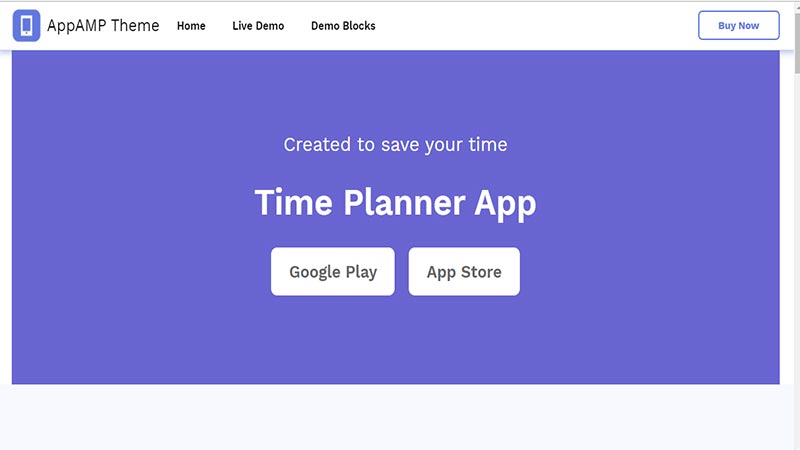 AppAMP Theme Home Live Demo Demo Blocks Buy Now
Created to save your time
Time Planner App
Google Play App Store